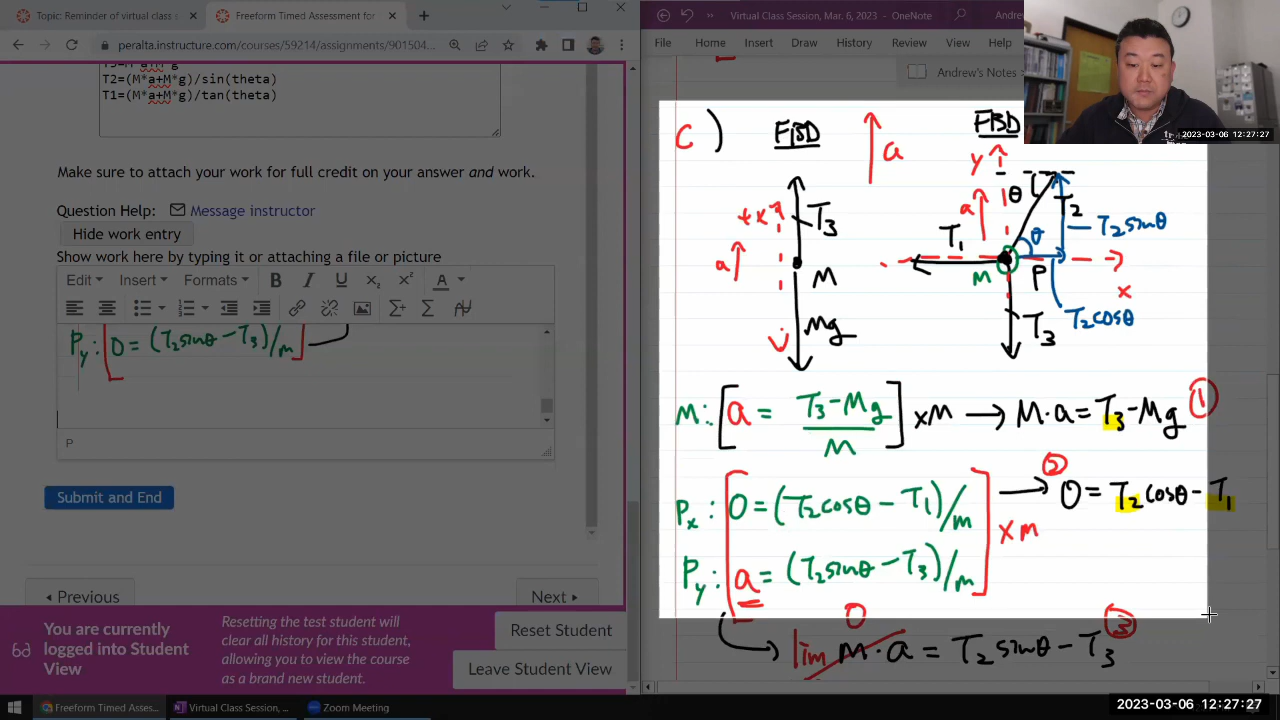 Topic: Reminder of virtual class s
Freeform Timed Assessment for
peralta.instructure.com/courses/59214/assignments/901504...
T2=(M*a+M*g)/sin(theta)
T1=(M*a+M*g)/tan(theta)
Make sure to attach your work for full credit on your answer and work.
Question Help: Message instructor
Hide work entry
Show work here by typing it or attaching a file or picture
Edit Insert Formats B I U A
Py: [0 = (T2 sinθ - T3)/m]
P
Submit and End
Previous
Next
You are currently logged into Student View
Resetting the test student will clear all history for this student, allowing you to view the course as a brand new student.
Reset Student
Leave Student View
Virtual Class Session, Mar. 6, 2023 - OneNote
Andre
File Home Insert Draw History Review View Help
Andrew's Notes
2023-03-06 12:27:27
C)
FBD
a
FBD
y
+x
T3
a
M
Mg
a
θ
T2
T2 sinθ
T1
θ
M
P
x
T3
T2 cosθ
M: [a = (T3 - Mg)/M] x M → M·a = T3 - Mg ①
Px: [0 = (T2 cosθ - T1)/m → ② 0 = T2 cosθ - T1
x m
Py: a = (T2 sinθ - T3)/m]
0
lim m·a = T2 sinθ - T3 ③
Freeform Timed Asses...
Virtual Class Session, ...
Zoom Meeting
2023-03-06 12:27:27